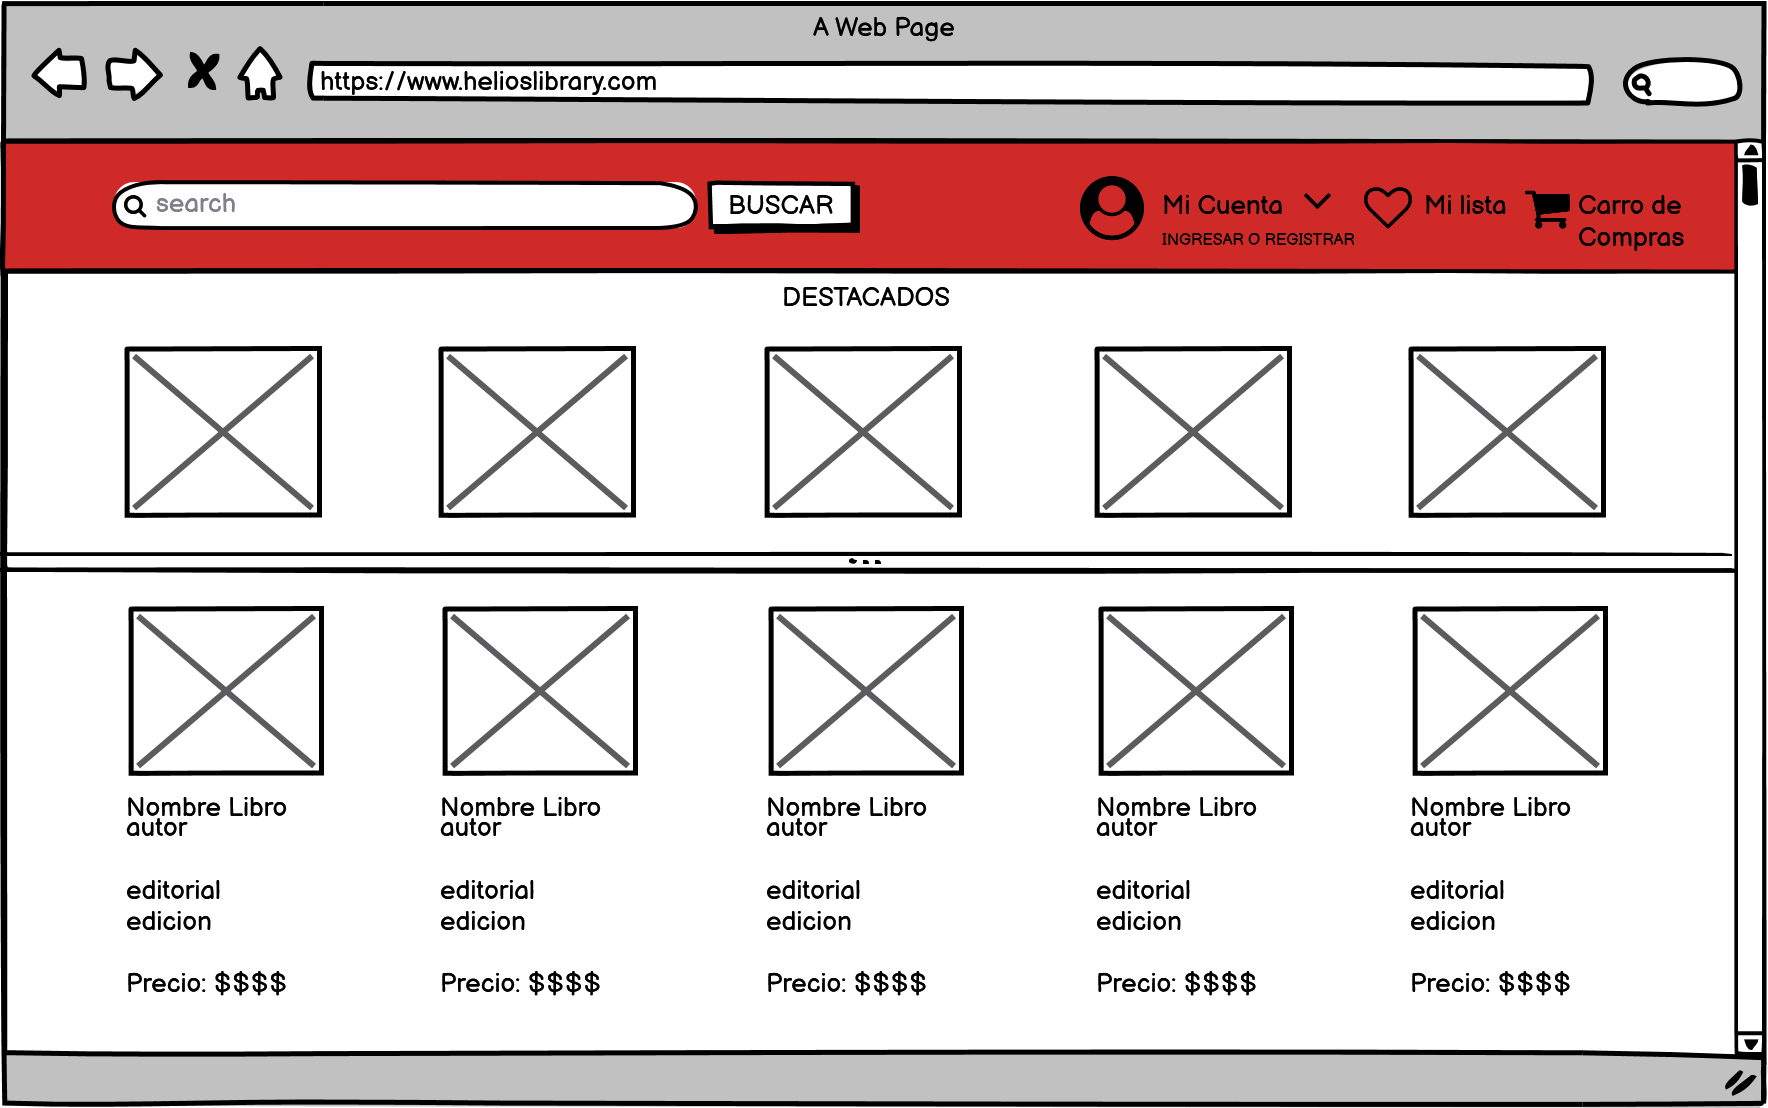 A Web Page
https://www.helioslibrary.com
search
BUSCAR
Mi Cuenta
INGRESAR O REGISTRAR
Mi lista
Carro de
Compras
DESTACADOS
Nombre Libro
autor
editorial
edicion
Precio: $$$$
Nombre Libro
autor
editorial
edicion
Precio: $$$$
Nombre Libro
autor
editorial
edicion
Precio: $$$$
Nombre Libro
autor
editorial
edicion
Precio: $$$$
Nombre Libro
autor
editorial
edicion
Precio: $$$$